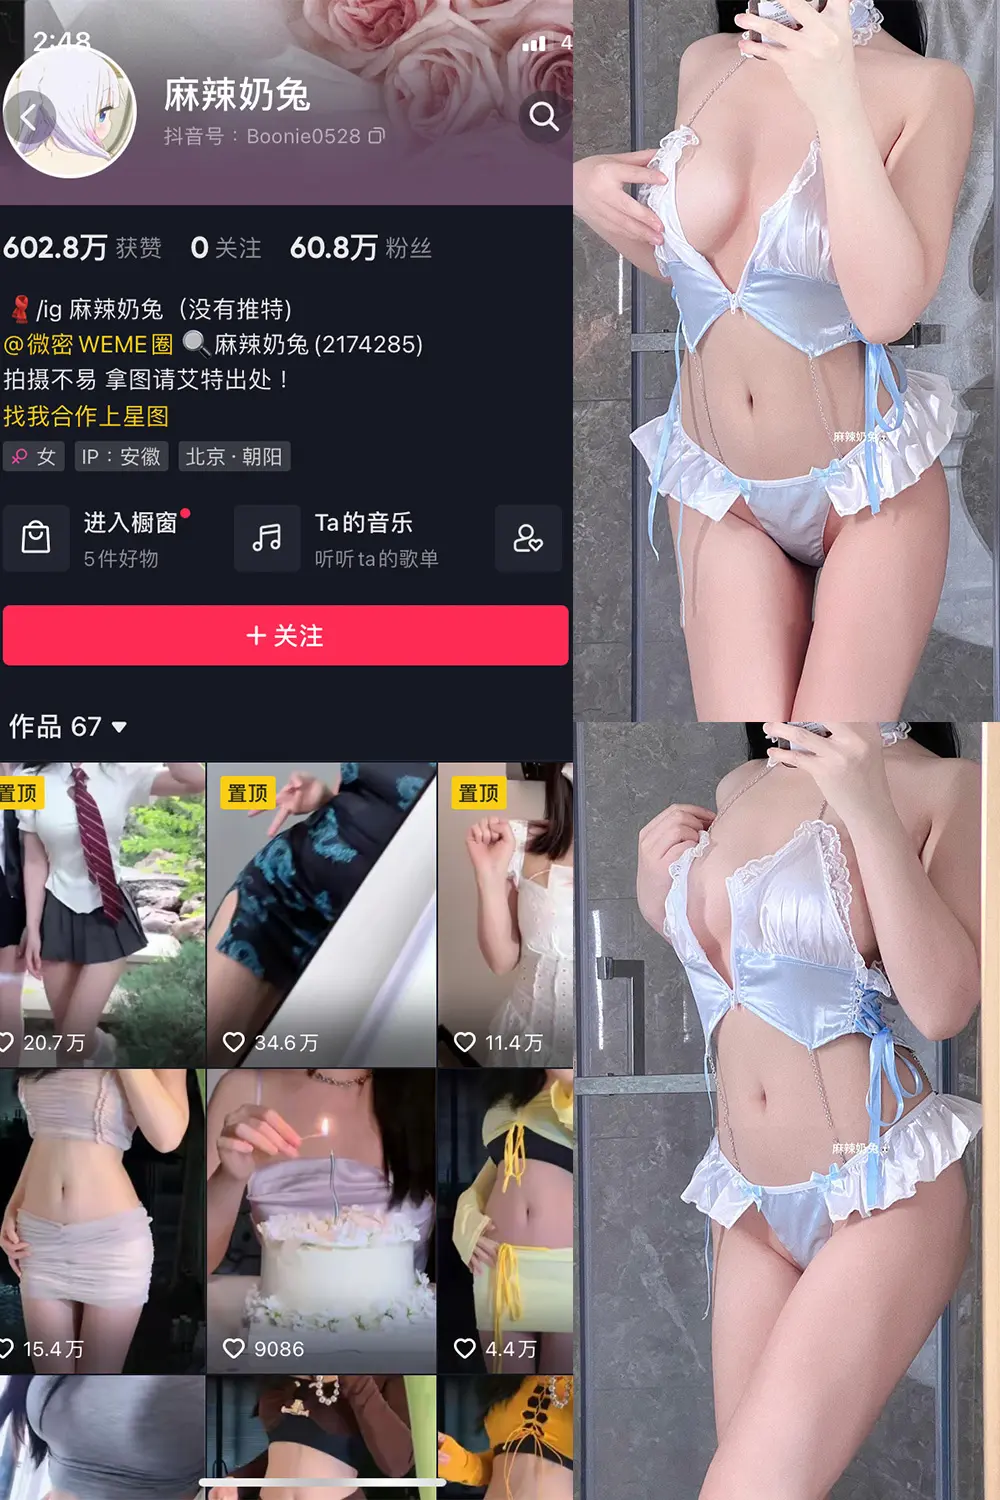 2:48
4
麻辣奶兔
抖音号：Boonie0528
602.8万 获赞 0 关注 60.8万 粉丝
/ig 麻辣奶兔（没有推特）
@微密 WEME圈 麻辣奶兔(2174285)
拍摄不易 拿图请艾特出处！
找我合作上星图
女 IP：安徽 北京·朝阳
进入橱窗
5件好物
Ta的音乐
听听ta的歌单
+ 关注
作品 67
置顶 置顶 置顶
20.7万 34.6万 11.4万
15.4万 9086 4.4万
麻辣奶兔
麻辣奶兔